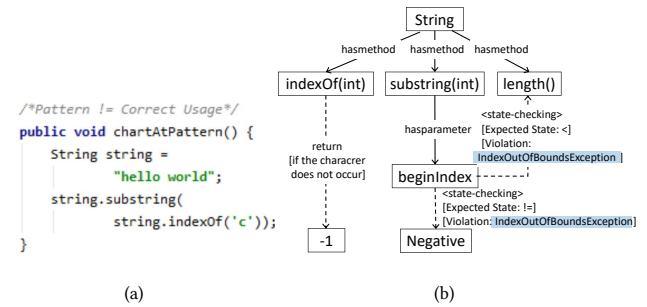 /*Pattern != Correct Usage*/
public void chartAtPattern() {
String string =
"hello world";
string.substring(
string.indexOf('c'));
}
(a)
String
hasmethod hasmethod hasmethod
indexOf(int) substring(int) length()
return
[if the characrer
does not occur]
-1
hasparameter
beginIndex
<state-checking>
[Expected State: <]
[Violation:
IndexOutOfBoundsException ]
<state-checking>
[Expected State: !=]
[Violation: IndexOutOfBoundsException]
Negative
(b)